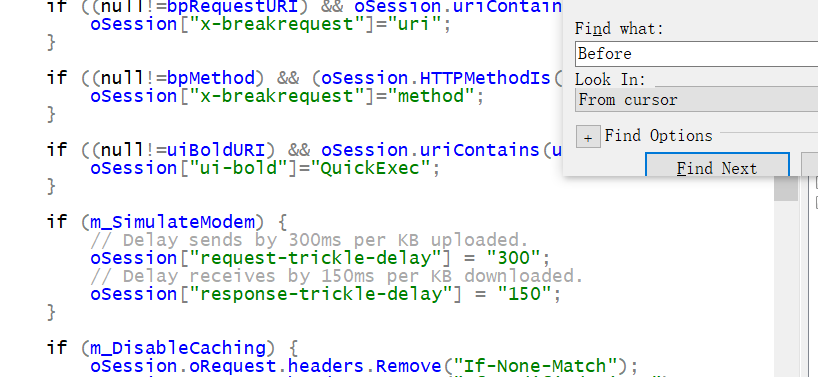 if ((null!=bpRequestURI) && oSession.uriContain
oSession["x-breakrequest"]="uri";
}
if ((null!=bpMethod) && (oSession.HTTPMethodIs(
oSession["x-breakrequest"]="method";
}
if ((null!=uiBoldURI) && oSession.uriContains(u
oSession["ui-bold"]="QuickExec";
}
if (m_SimulateModem) {
// Delay sends by 300ms per KB uploaded.
oSession["request-trickle-delay"] = "300";
// Delay receives by 150ms per KB downloaded.
oSession["response-trickle-delay"] = "150";
}
if (m_DisableCaching) {
oSession.oRequest.headers.Remove("If-None-Match");
Find what:
Before
Look In:
From cursor
+ Find Options
Find Next